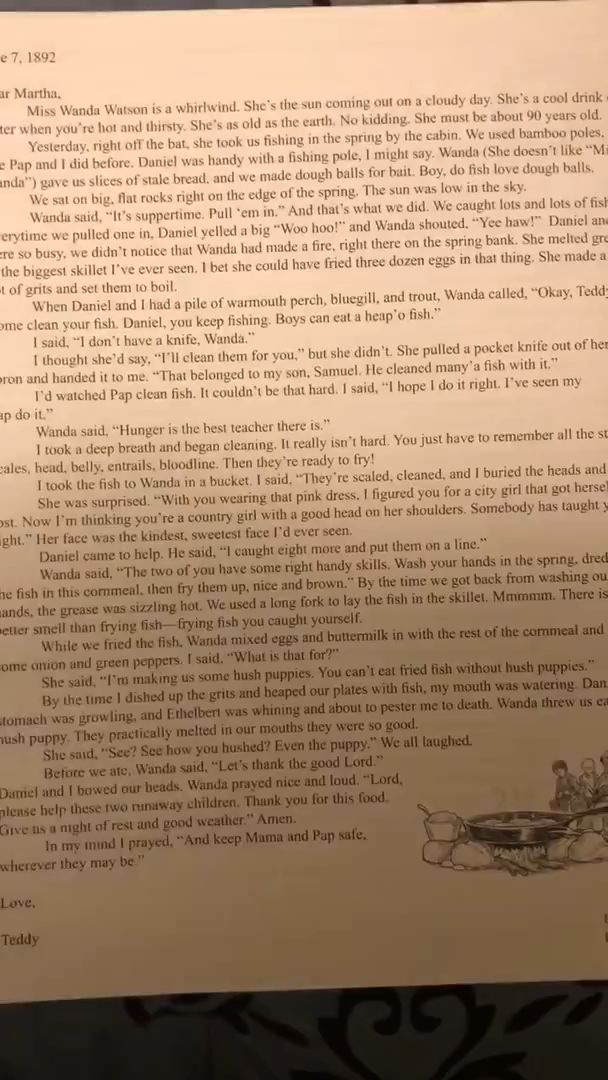 e 7, 1892
ar Martha,
Miss Wanda Watson is a whirlwind. She's the sun coming out on a cloudy day. She's a cool drink
ter when you're hot and thirsty. She's as old as the earth. No kidding. She must be about 90 years old.
Yesterday, right off the bat, she took us fishing in the spring by the cabin. We used bamboo poles,
e Pap and I did before. Daniel was handy with a fishing pole, I might say. Wanda (She doesn't like "Mi
anda") gave us slices of stale bread, and we made dough balls for bait. Boy, do fish love dough balls.
We sat on big, flat rocks right on the edge of the spring. The sun was low in the sky.
Wanda said, "It's suppertime. Pull 'em in." And that's what we did. We caught lots and lots of fish
erytime we pulled one in, Daniel yelled a big "Woo hoo!" and Wanda shouted, "Yee haw!" Daniel and
ere so busy, we didn't notice that Wanda had made a fire, right there on the spring bank. She melted gre
the biggest skillet I've ever seen. I bet she could have fried three dozen eggs in that thing. She made a
t of grits and set them to boil.
When Daniel and I had a pile of warmouth perch, bluegill, and trout, Wanda called, "Okay, Teddy
ome clean your fish. Daniel, you keep fishing. Boys can eat a heap'o fish."
I said, "I don't have a knife, Wanda."
I thought she'd say, "I'll clean them for you," but she didn't. She pulled a pocket knife out of her
pron and handed it to me. "That belonged to my son, Samuel. He cleaned many'a fish with it."
I'd watched Pap clean fish. It couldn't be that hard. I said, "I hope I do it right. I've seen my
ap do it."
Wanda said, "Hunger is the best teacher there is."
I took a deep breath and began cleaning. It really isn't hard. You just have to remember all the st
cales, head, belly, entrails, bloodline. Then they're ready to fry!
I took the fish to Wanda in a bucket. I said, "They're scaled, cleaned, and I buried the heads and
She was surprised. "With you wearing that pink dress, I figured you for a city girl that got hersel
ost. Now I'm thinking you're a country girl with a good head on her shoulders. Somebody has taught y
ight." Her face was the kindest, sweetest face I'd ever seen.
Daniel came to help. He said, "I caught eight more and put them on a line."
Wanda said, "The two of you have some right handy skills. Wash your hands in the spring, dred
he fish in this cornmeal, then fry them up, nice and brown." By the time we got back from washing ou
ands, the grease was sizzling hot. We used a long fork to lay the fish in the skillet. Mmmmm. There is
etter smell than frying fish—frying fish you caught yourself.
While we fried the fish, Wanda mixed eggs and buttermilk in with the rest of the cornmeal and
ome onion and green peppers. I said, "What is that for?"
She said, "I'm making us some hush puppies. You can't eat fried fish without hush puppies."
By the time I dished up the grits and heaped our plates with fish, my mouth was watering. Dan
stomach was growling, and Ethelbert was whining and about to pester me to death. Wanda threw us ea
hush puppy. They practically melted in our mouths they were so good.
She said, "See? See how you hushed? Even the puppy." We all laughed.
Before we ate, Wanda said, "Let's thank the good Lord."
Daniel and I bowed our heads. Wanda prayed nice and loud. "Lord,
please help these two runaway children. Thank you for this food.
Give us a night of rest and good weather." Amen.
In my mind I prayed, "And keep Mama and Pap safe,
wherever they may be."
Love,
Teddy